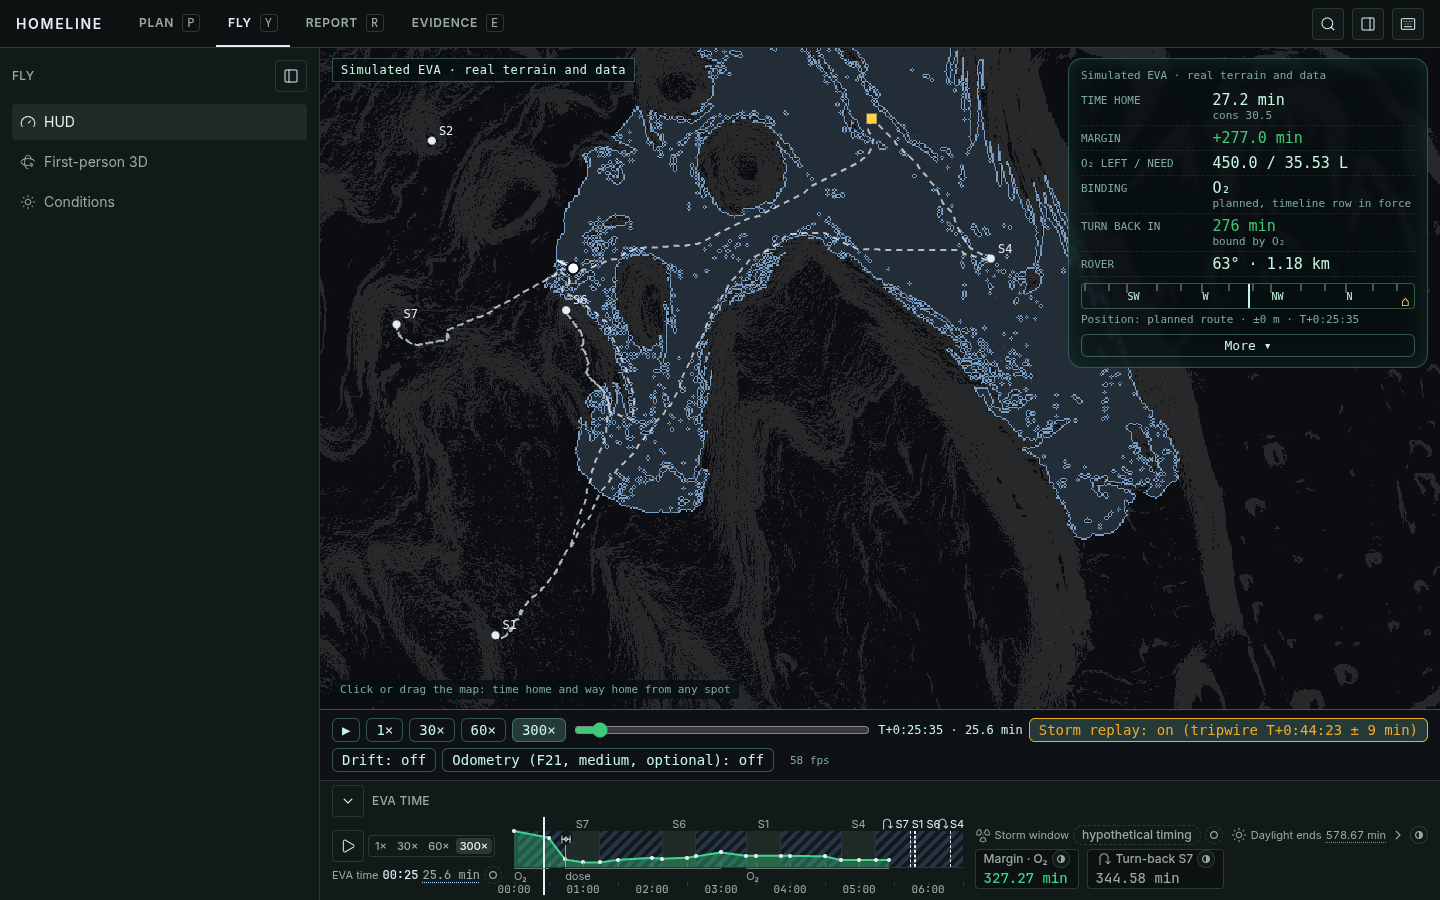 HOMELINE
PLAN P
FLY Y
REPORT R
EVIDENCE E
FLY
HUD
First-person 3D
Conditions
Simulated EVA · real terrain and data
S2
S4
S6
S7
S1
Click or drag the map: time home and way home from any spot
Simulated EVA · real terrain and data
TIME HOME 27.2 min
cons 30.5
MARGIN +277.0 min
O₂ LEFT / NEED 450.0 / 35.53 L
BINDING O₂
planned, timeline row in force
TURN BACK IN 276 min
bound by O₂
ROVER 63° · 1.18 km
SW W NW N
Position: planned route · ±0 m · T+0:25:35
More ▾
▶ 1× 30× 60× 300× T+0:25:35 · 25.6 min Storm replay: on (tripwire T+0:44:23 ± 9 min)
Drift: off Odometry (F21, medium, optional): off 58 fps
EVA TIME
S7 S6 S1 S4 S7 S1 S6 S4
1× 30× 60× 300×
EVA time 00:25 25.6 min
O₂ dose O₂
00:00 01:00 02:00 03:00 04:00 05:00 06:00
Storm window hypothetical timing Daylight ends 578.67 min
Margin · O₂ Turn-back S7
327.27 min 344.58 min